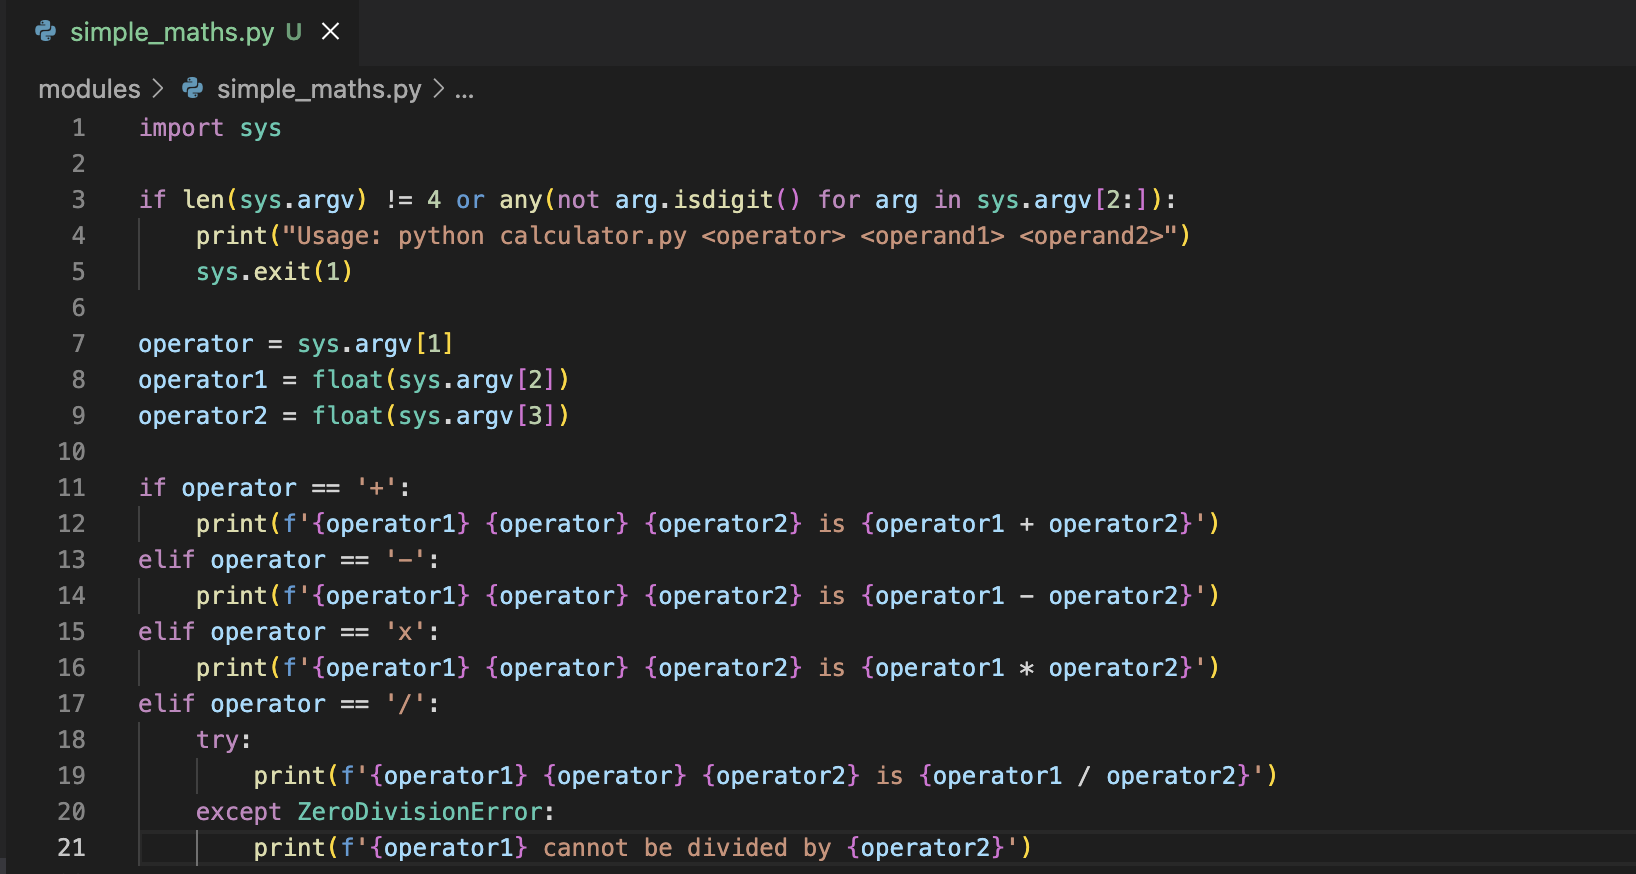 simple_maths.py U ×
modules > simple_maths.py > ...
1 import sys
2
3 if len(sys.argv) != 4 or any(not arg.isdigit() for arg in sys.argv[2:]):
4     print("Usage: python calculator.py <operator> <operand1> <operand2>")
5     sys.exit(1)
6
7 operator = sys.argv[1]
8 operator1 = float(sys.argv[2])
9 operator2 = float(sys.argv[3])
10
11 if operator == '+':
12     print(f'{operator1} {operator} {operator2} is {operator1 + operator2}')
13 elif operator == '-':
14     print(f'{operator1} {operator} {operator2} is {operator1 - operator2}')
15 elif operator == 'x':
16     print(f'{operator1} {operator} {operator2} is {operator1 * operator2}')
17 elif operator == '/':
18     try:
19         print(f'{operator1} {operator} {operator2} is {operator1 / operator2}')
20     except ZeroDivisionError:
21         print(f'{operator1} cannot be divided by {operator2}')